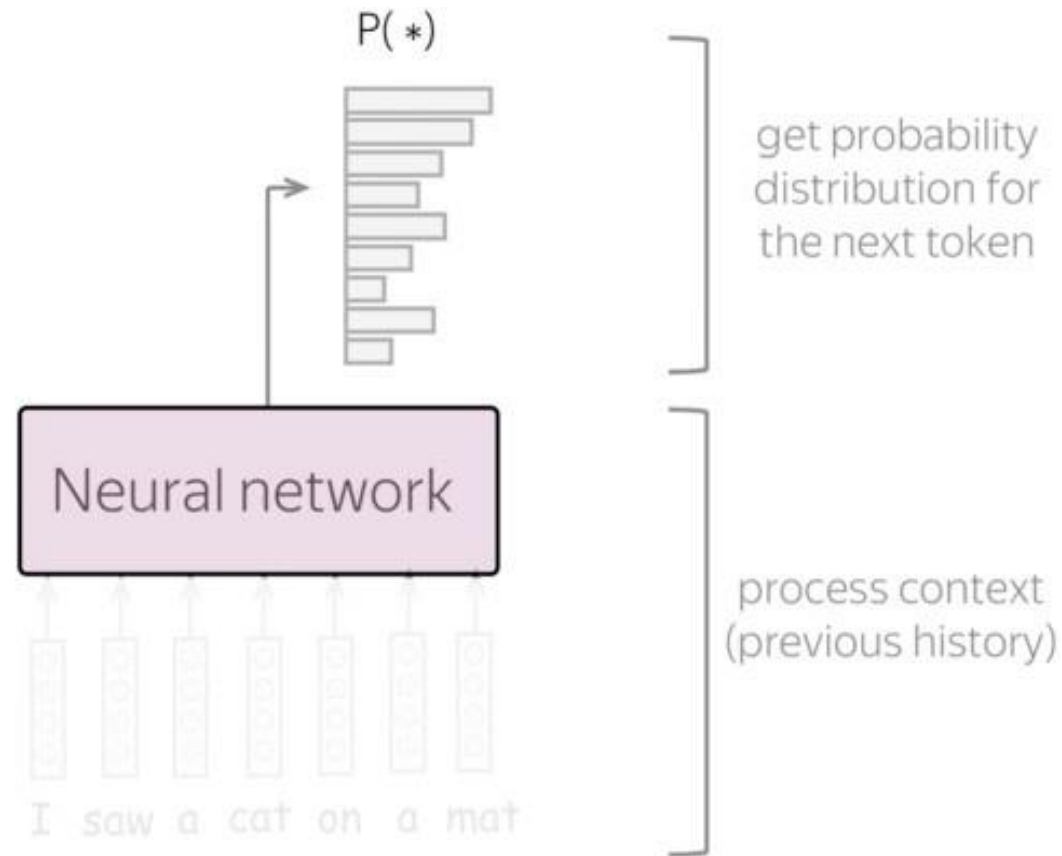 P( * )
get probability
distribution for
the next token
Neural network
process context
(previous history)
I saw a cat on a mat